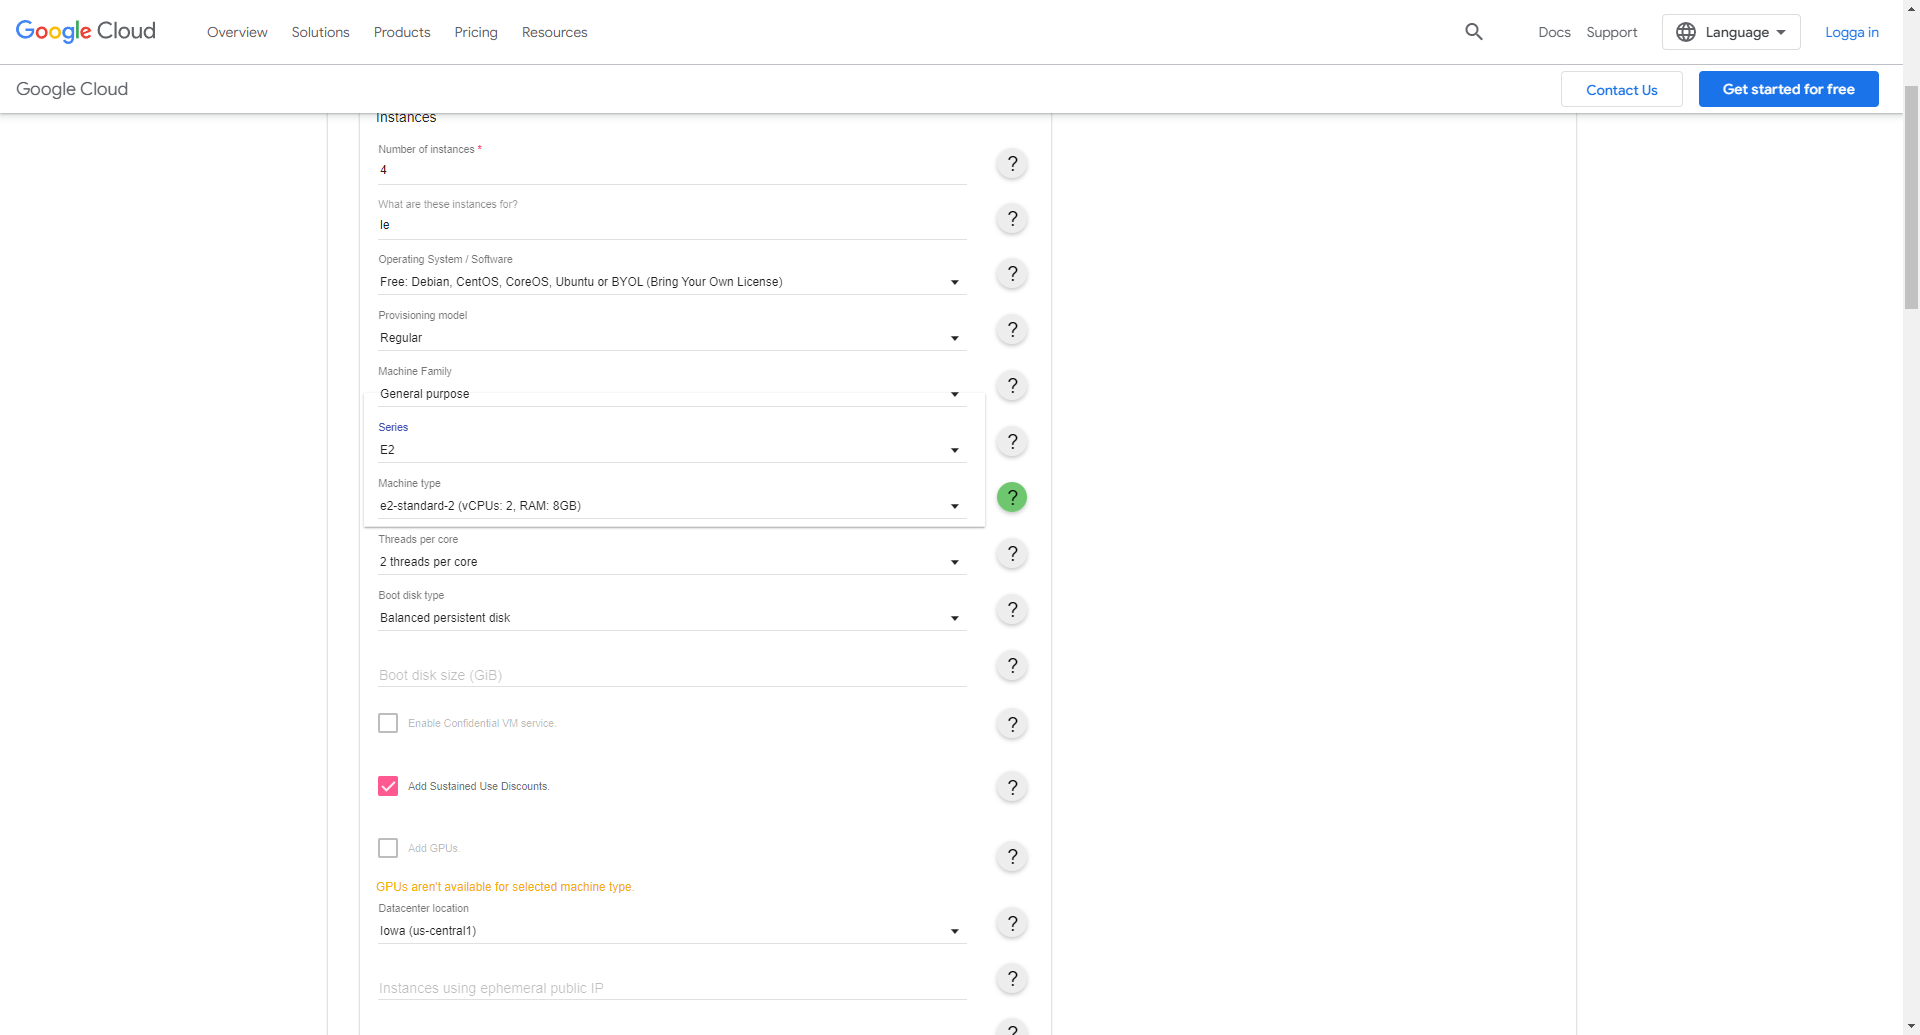 Google Cloud
Overview
Solutions
Products
Pricing
Resources
Docs
Support
Language
Logga in
Google Cloud
Contact Us
Get started for free
Instances
Number of instances *
4
?
What are these instances for?
le
?
Operating System / Software
Free: Debian, CentOS, CoreOS, Ubuntu or BYOL (Bring Your Own License)
?
Provisioning model
Regular
?
Machine Family
General purpose
?
Series
E2
?
Machine type
e2-standard-2 (vCPUs: 2, RAM: 8GB)
?
Threads per core
2 threads per core
?
Boot disk type
Balanced persistent disk
?
Boot disk size (GiB)
?
Enable Confidential VM service.
?
Add Sustained Use Discounts.
?
Add GPUs.
?
GPUs aren't available for selected machine type.
Datacenter location
Iowa (us-central1)
?
Instances using ephemeral public IP
?
?